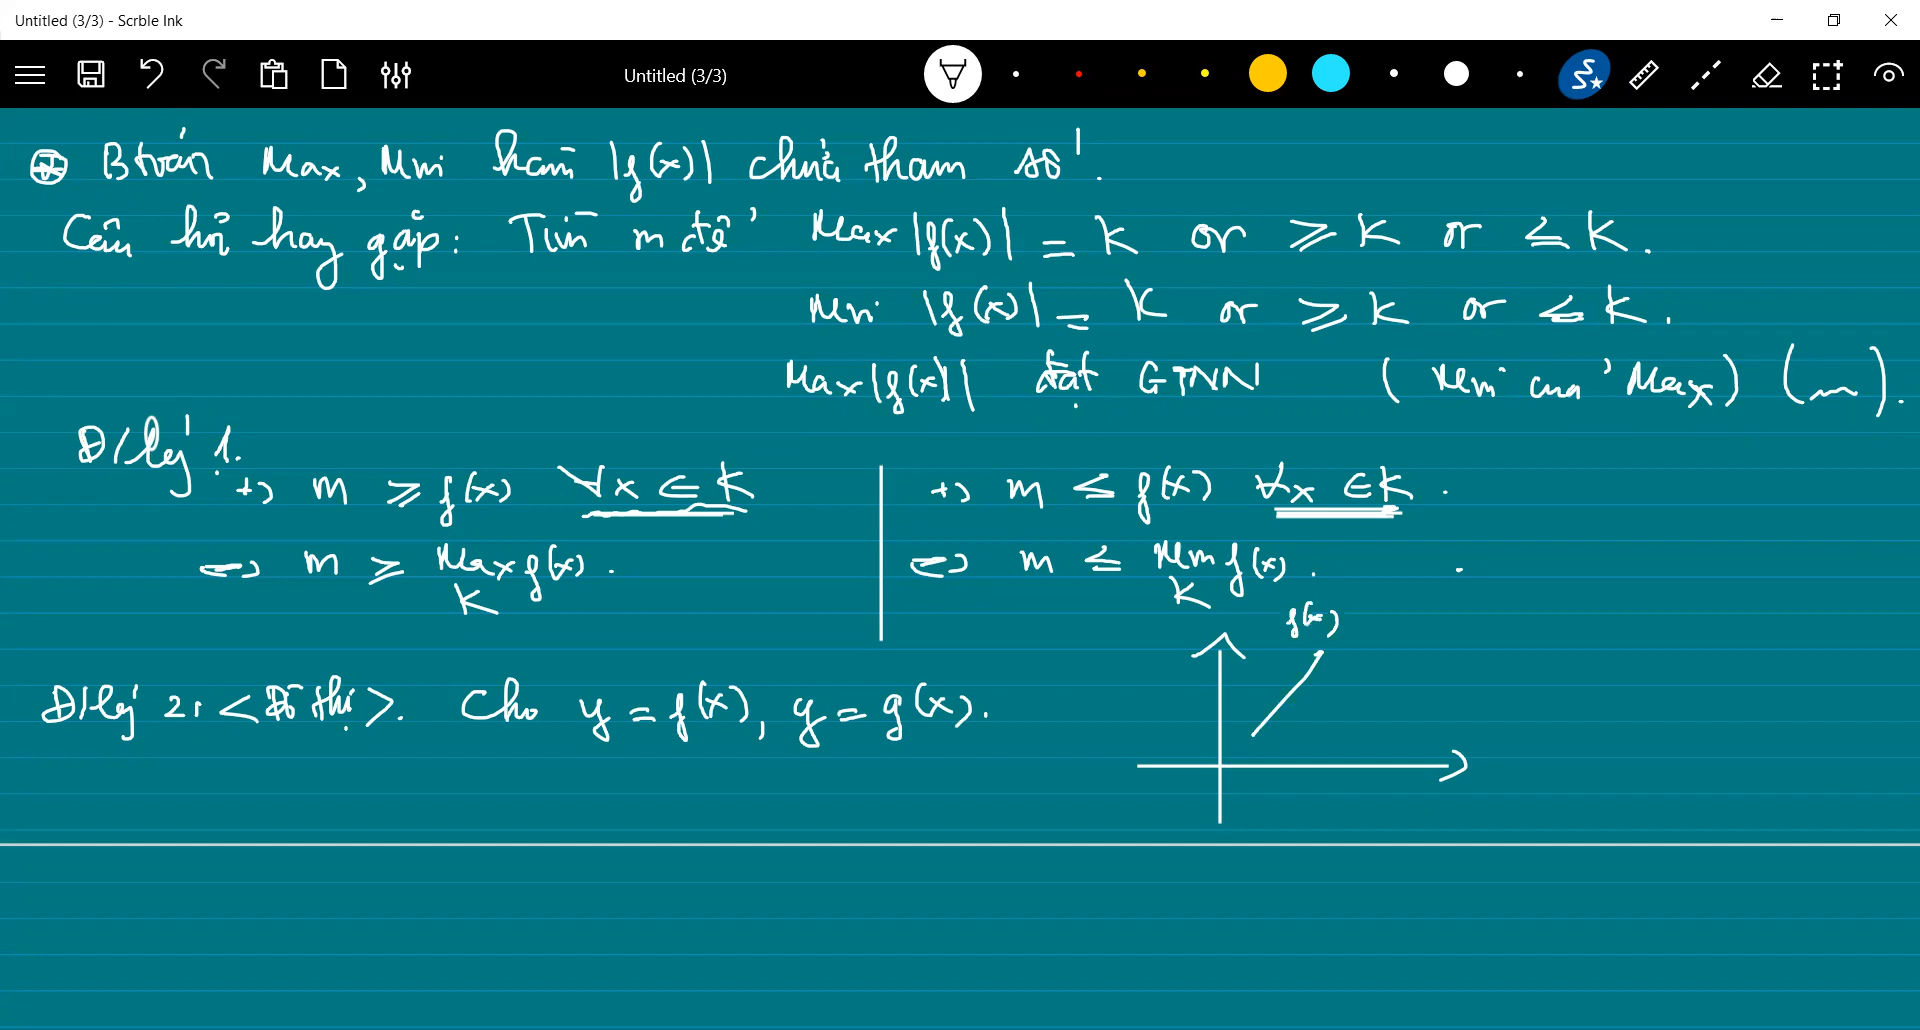 Untitled (3/3) - Scrble Ink
Untitled (3/3)
Btoán Max, Min hàm |f(x)| chứa tham số.
Câu hỏi hay gặp: Tìm m để Max |f(x)| = K or ≥ K or ≤ K.
Min |f(x)| = K or ≥ K or ≤ K.
Max |f(x)| đạt GTNN (Min của Max) (...).
Đ/lý 1.
+) m ≥ f(x) ∀x ∈ K
+) m ≤ f(x) ∀x ∈ K.
⇔ m ≥ Max f(x).
K
⇔ m ≤ Min f(x).
K
f(x)
Đ/lý 2: <Đồ thị>. Cho y = f(x), y = g(x).